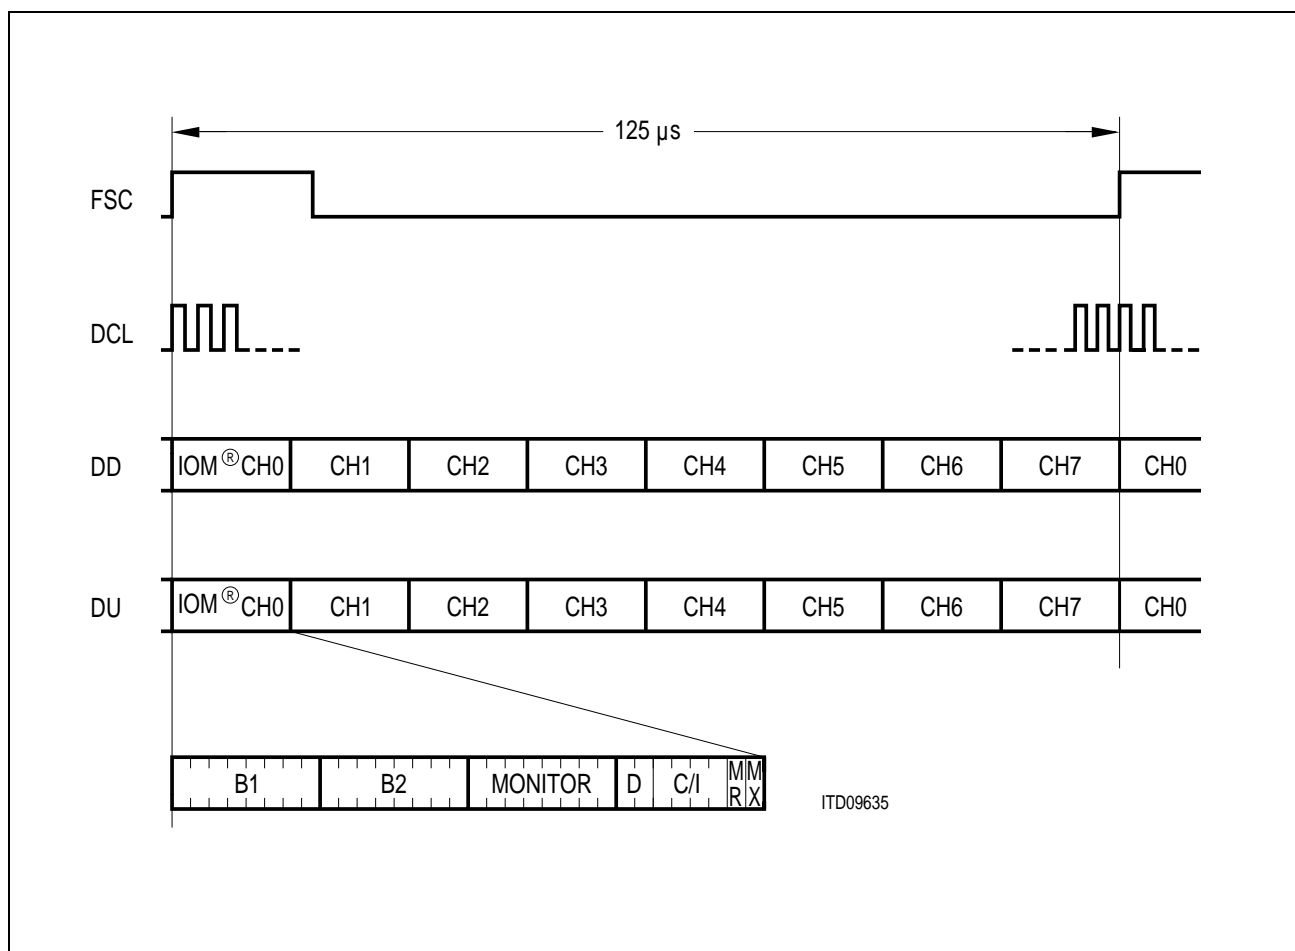 125 µs
FSC
DCL
DD IOM® CH0 CH1 CH2 CH3 CH4 CH5 CH6 CH7 CH0
DU IOM® CH0 CH1 CH2 CH3 CH4 CH5 CH6 CH7 CH0
B1 B2 MONITOR D C/I MR MX
ITD09635